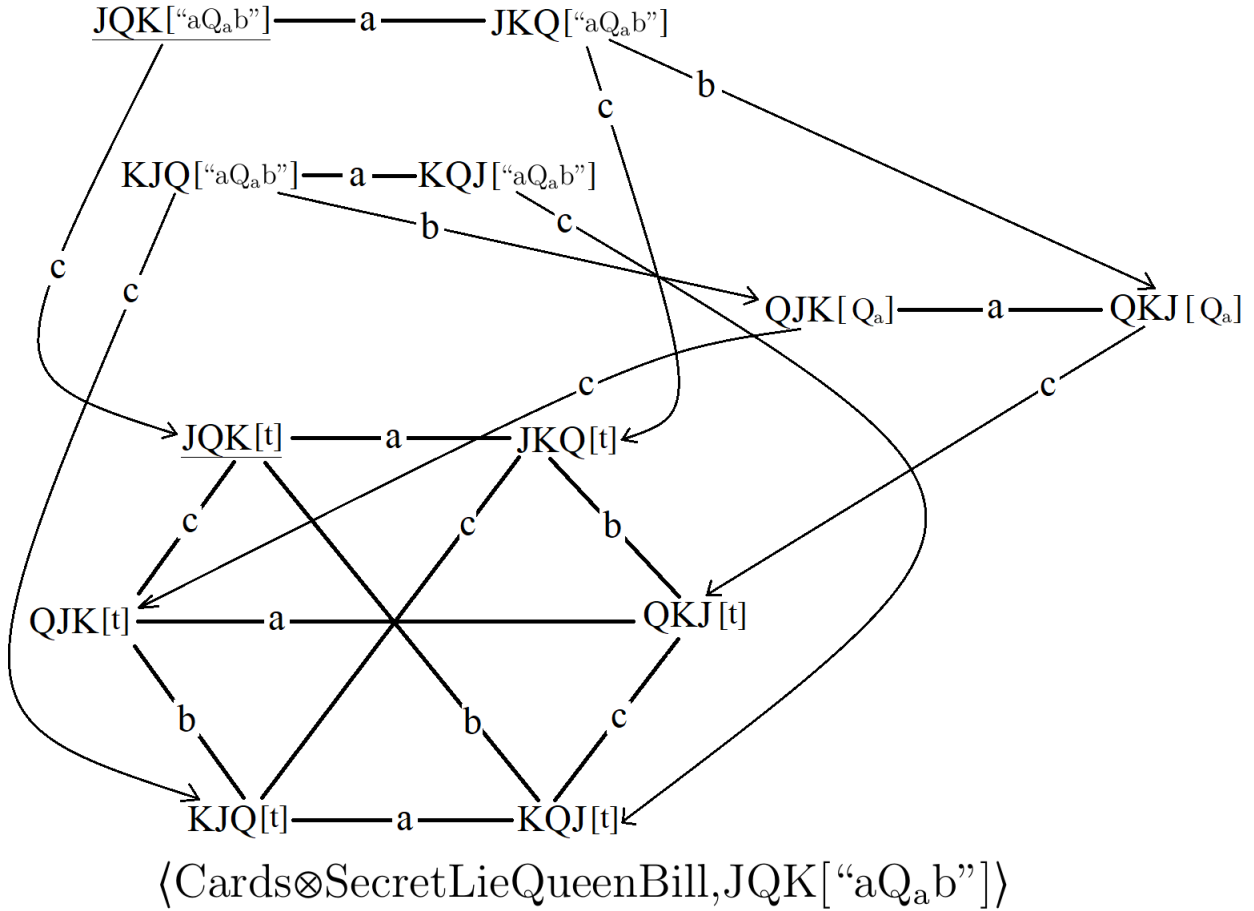 JQK[“aQₐb”] a JKQ[“aQₐb”]
c b
KJQ[“aQₐb”] a KQJ[“aQₐb”]
c
b
c
c
QJK[Qₐ] a QKJ[Qₐ]
c c
JQK[t] a JKQ[t]
c c b
QJK[t] a QKJ[t]
b b c
KJQ[t] a KQJ[t]
⟨Cards⊗SecretLieQueenBill,JQK[“aQₐb”]⟩